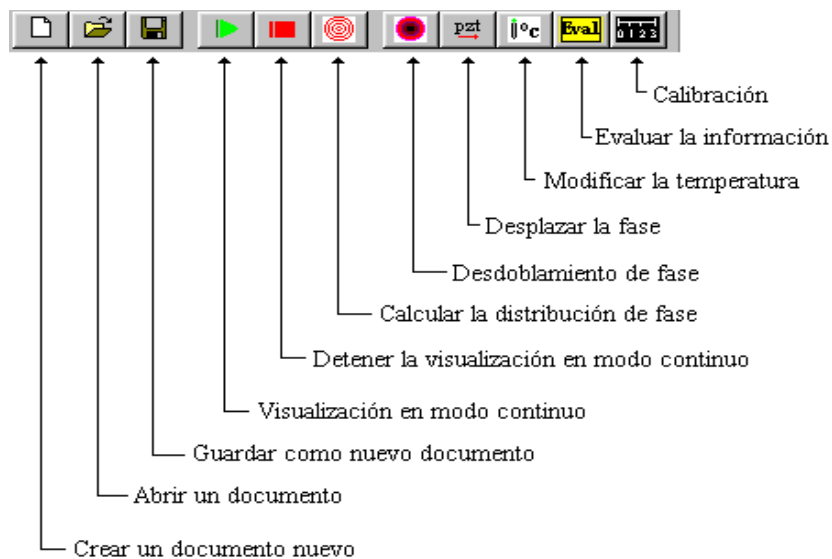 pzt
°c
Eval
0 1 2 3
Calibración
Evaluar la información
Modificar la temperatura
Desplazar la fase
Desdoblamiento de fase
Calcular la distribución de fase
Detener la visualización en modo continuo
Visualización en modo continuo
Guardar como nuevo documento
Abrir un documento
Crear un documento nuevo